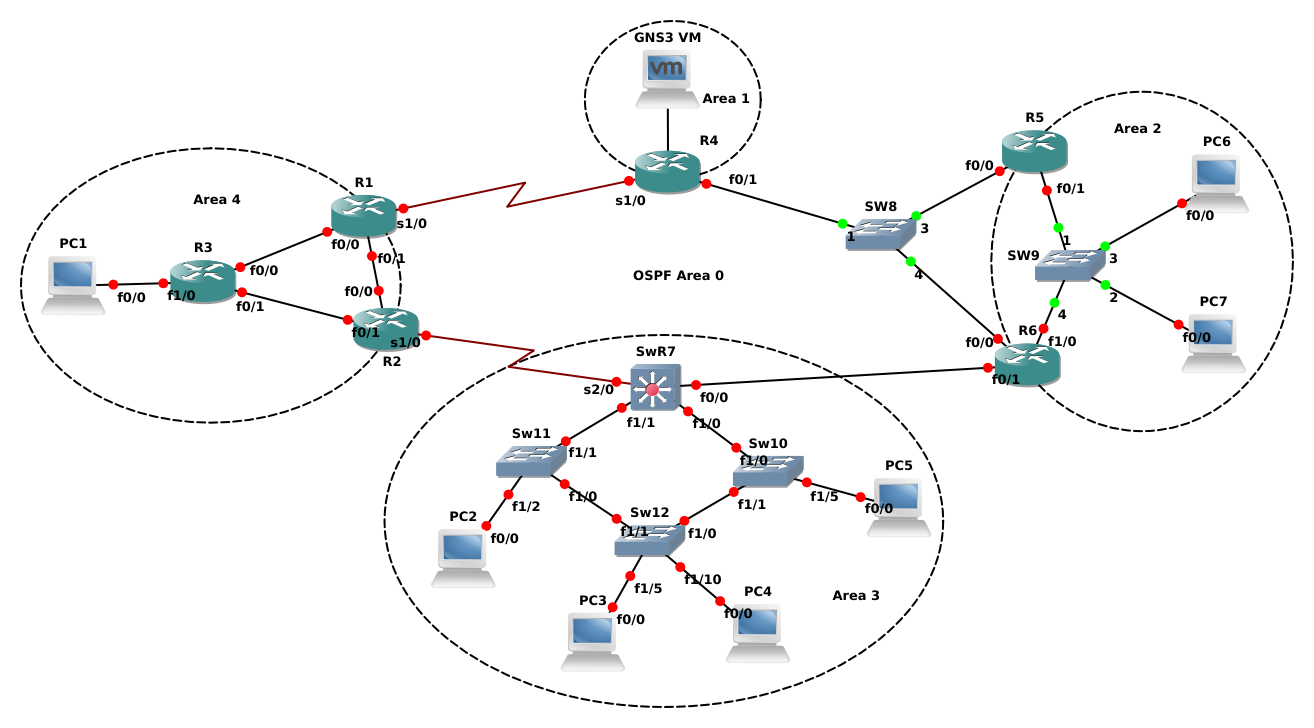 GNS3 VM
vm
Area 1
R4
s1/0
f0/1
SW8
1
3
4
R5
f0/0
f0/1
Area 2
PC6
f0/0
SW9
1
3
2
4
PC7
f0/0
R6
f0/0
f1/0
f0/1
Area 4
R1
s1/0
f0/0
f0/1
PC1
f0/0
R3
f1/0
f0/0
f0/1
f0/0
f0/1
s1/0
R2
OSPF Area 0
SwR7
s2/0
f0/0
f1/1
f1/0
Sw11
f1/1
f1/2
f1/0
Sw10
f1/0
f1/1
f1/5
PC5
f0/0
PC2
f0/0
Sw12
f1/1
f1/0
f1/5
f1/10
PC3
f0/0
PC4
f0/0
Area 3